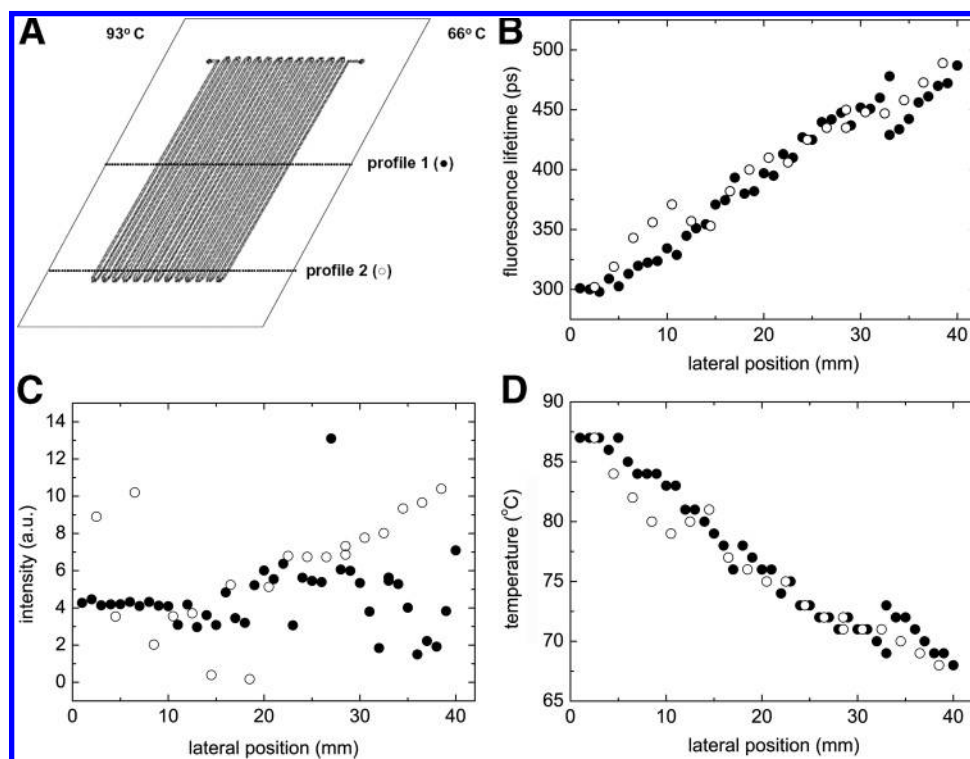 A
93° C
66° C
profile 1 (●)
profile 2 (○)
B
fluorescence lifetime (ps)
500
450
400
350
300
0
10
20
30
40
lateral position (mm)
C
intensity (a.u.)
14
12
10
8
6
4
2
0
0
10
20
30
40
lateral position (mm)
D
temperature (°C)
90
85
80
75
70
65
0
10
20
30
40
lateral position (mm)